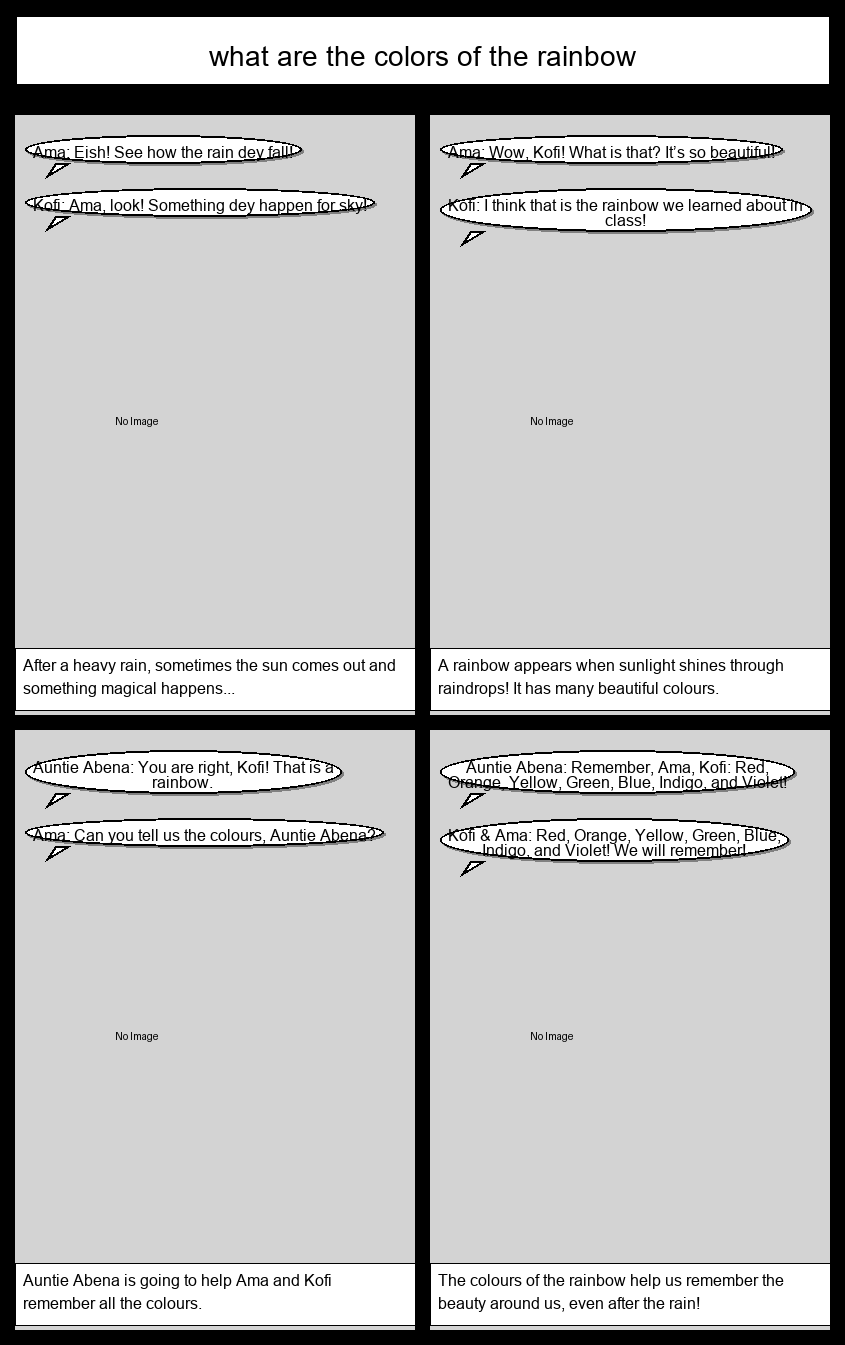 what are the colors of the rainbow
Ama: Eish! See how the rain dey fall!
Kofi: Ama, look! Something dey happen for sky!
No Image
After a heavy rain, sometimes the sun comes out and
something magical happens...
Ama: Wow, Kofi! What is that? It’s so beautiful!
Kofi: I think that is the rainbow we learned about in
class!
No Image
A rainbow appears when sunlight shines through
raindrops! It has many beautiful colours.
Auntie Abena: You are right, Kofi! That is a
rainbow.
Ama: Can you tell us the colours, Auntie Abena?
No Image
Auntie Abena is going to help Ama and Kofi
remember all the colours.
Auntie Abena: Remember, Ama, Kofi: Red,
Orange, Yellow, Green, Blue, Indigo, and Violet!
Kofi & Ama: Red, Orange, Yellow, Green, Blue,
Indigo, and Violet! We will remember!
No Image
The colours of the rainbow help us remember the
beauty around us, even after the rain!